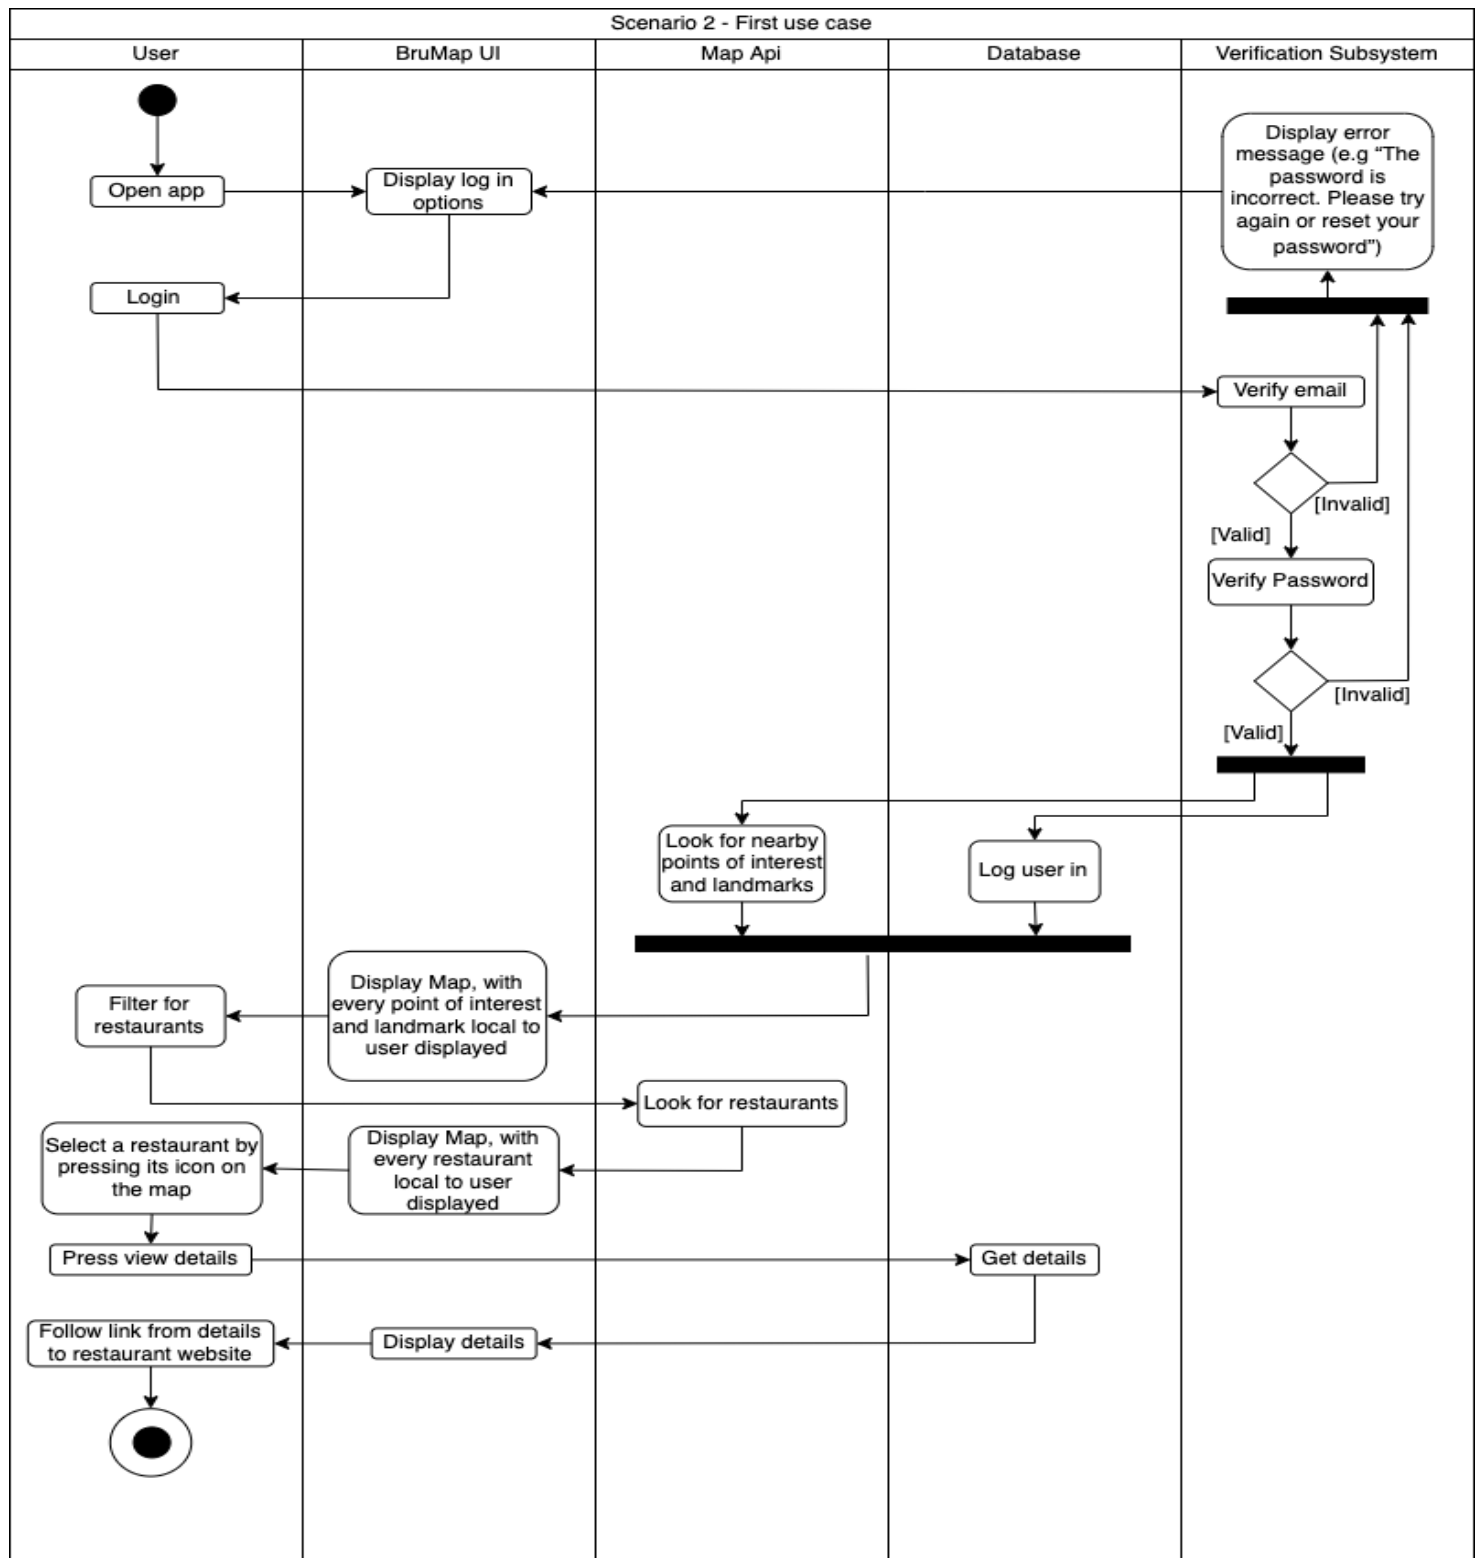 Scenario 2 - First use case
User
BruMap UI
Map Api
Database
Verification Subsystem
Display error
message (e.g “The
password is
incorrect. Please try
again or reset your
password”)
Open app
Display log in
options
Login
Verify email
[Invalid]
[Valid]
Verify Password
[Invalid]
[Valid]
Look for nearby
points of interest
and landmarks
Log user in
Display Map, with
every point of interest
and landmark local to
user displayed
Filter for
restaurants
Look for restaurants
Display Map, with
every restaurant
local to user
displayed
Select a restaurant by
pressing its icon on
the map
Press view details
Get details
Display details
Follow link from details
to restaurant website